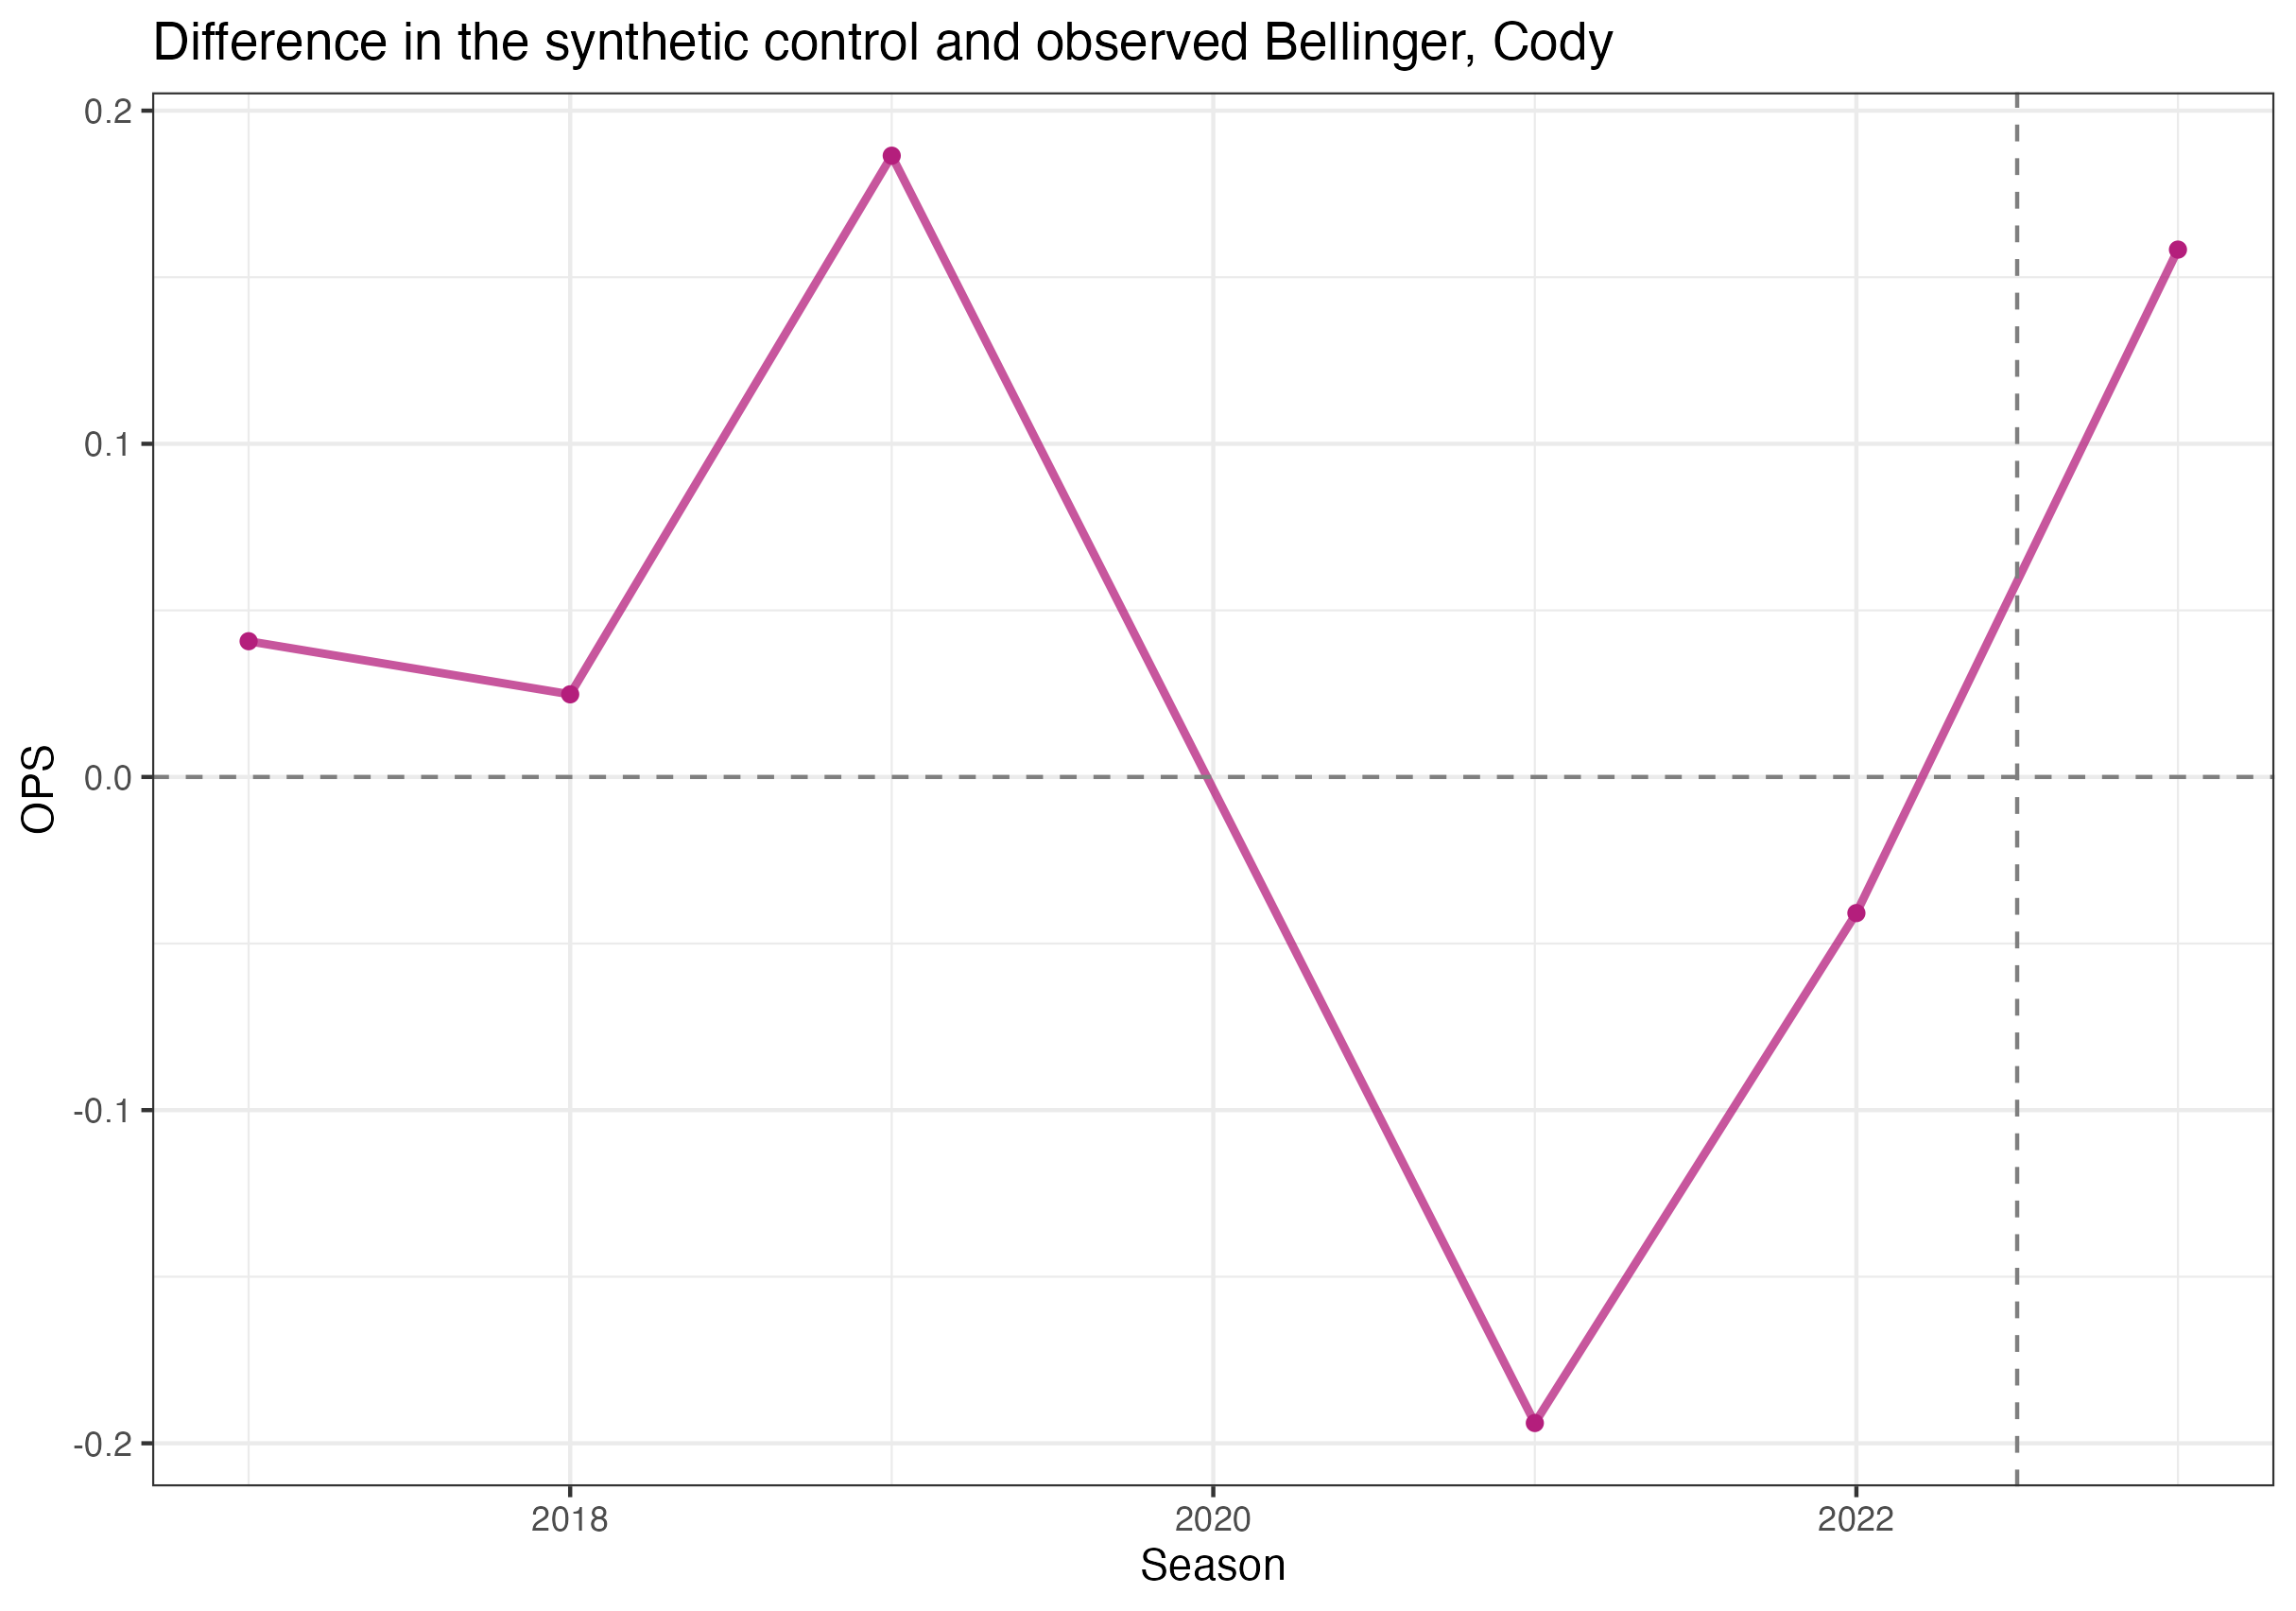 Difference in the synthetic control and observed Bellinger, Cody
0.2
0.1
0.0
-0.1
-0.2
OPS
2018
2020
2022
Season